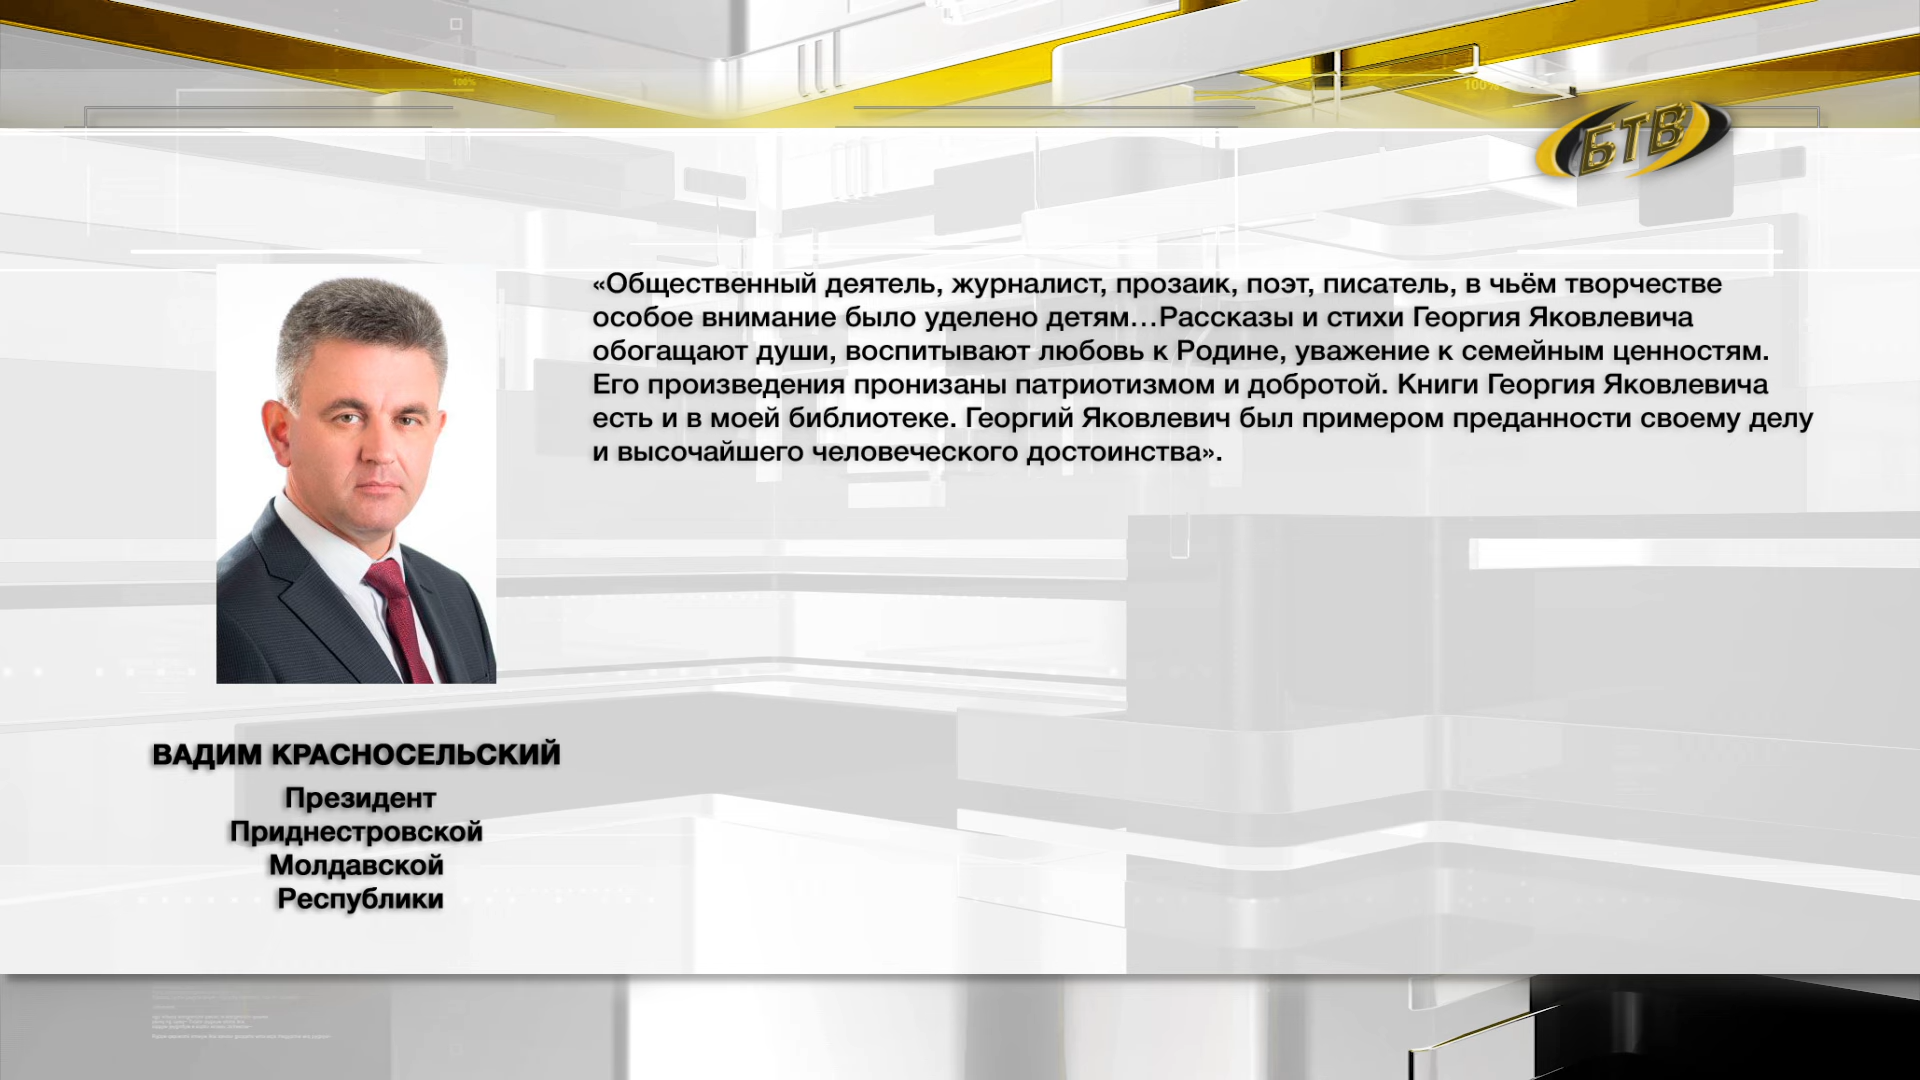 100%
100%
БТВ
«Общественный деятель, журналист, прозаик, поэт, писатель, в чьём творчестве
особое внимание было уделено детям…Рассказы и стихи Георгия Яковлевича
обогащают души, воспитывают любовь к Родине, уважение к семейным ценностям.
Его произведения пронизаны патриотизмом и добротой. Книги Георгия Яковлевича
есть и в моей библиотеке. Георгий Яковлевич был примером преданности своему делу
и высочайшего человеческого достоинства».
ВАДИМ КРАСНОСЕЛЬСКИЙ
Президент
Приднестровской
Молдавской
Республики